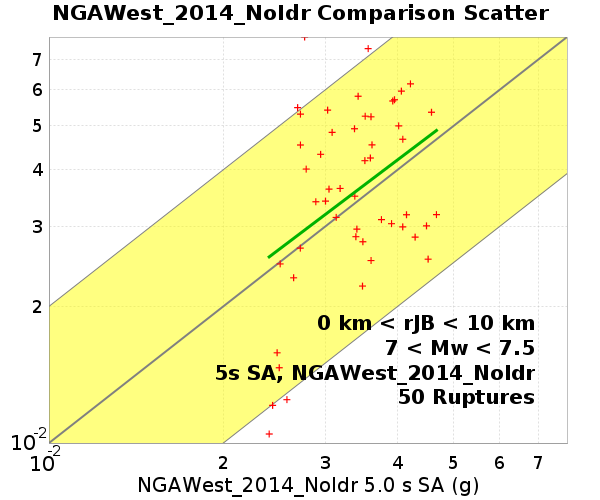 NGAWest_2014_NoIdr Comparison Scatter
7
6
5
4
3
2
10-2
10-2
2
3
4
5
6
7
0 km < rJB < 10 km
7 < Mw < 7.5
5s SA, NGAWest_2014_NoIdr
50 Ruptures
NGAWest_2014_NoIdr 5.0 s SA (g)